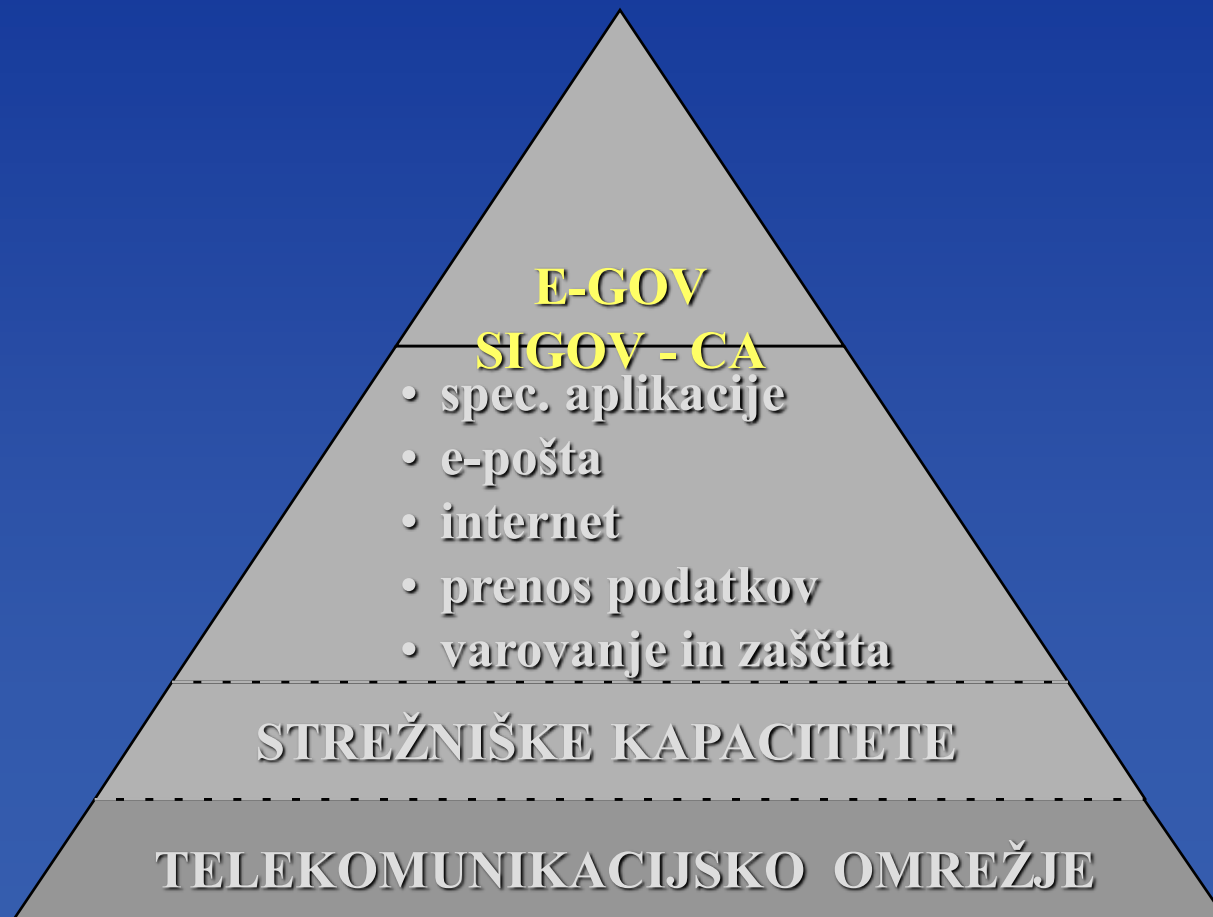 E-GOV
SIGOV - CA
• spec. aplikacije
• e-pošta
• internet
• prenos podatkov
• varovanje in zaščita
STREŽNIŠKE KAPACITETE
TELEKOMUNIKACIJSKO OMREŽJE